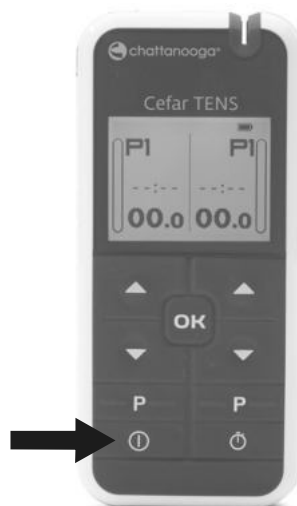 chattanooga®
Cefar TENS
P1 P1
--:-- --:--
00.0 00.0
OK
P P